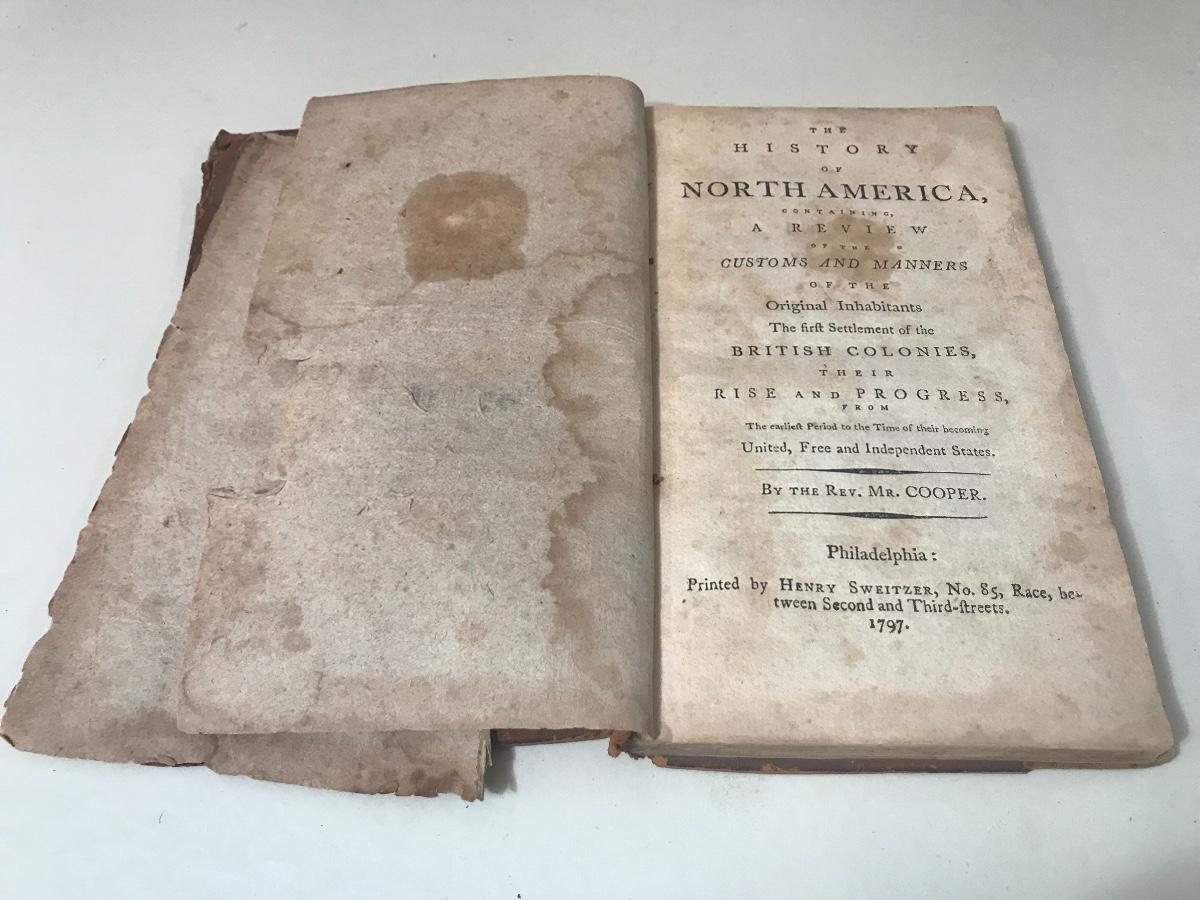 THE
HISTORY
OF
NORTH AMERICA,
CONTAINING,
A REVIEW
OF THE
CUSTOMS AND MANNERS
OF THE
Original Inhabitants
The firſt Settlement of the
BRITISH COLONIES,
THEIR
RISE AND PROGRESS,
FROM
The earlieſt Period to the Time of their becoming
United, Free and Independent States.
BY THE REV. MR. COOPER.
Philadelphia:
Printed by HENRY SWEITZER, No. 85, Race, be-
tween Second and Third-ſtreets.
1797.